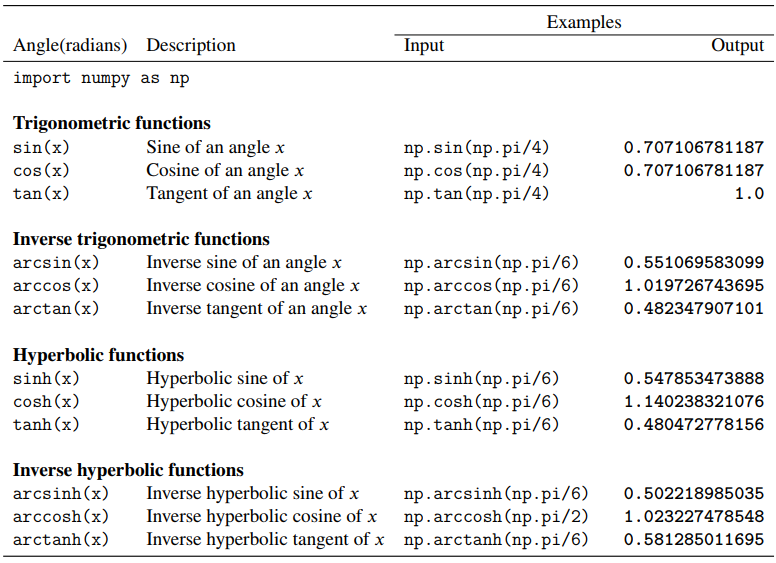 Examples
Angle(radians) Description Input Output
import numpy as np
Trigonometric functions
sin(x) Sine of an angle x np.sin(np.pi/4) 0.707106781187
cos(x) Cosine of an angle x np.cos(np.pi/4) 0.707106781187
tan(x) Tangent of an angle x np.tan(np.pi/4) 1.0
Inverse trigonometric functions
arcsin(x) Inverse sine of an angle x np.arcsin(np.pi/6) 0.551069583099
arccos(x) Inverse cosine of an angle x np.arccos(np.pi/6) 1.019726743695
arctan(x) Inverse tangent of an angle x np.arctan(np.pi/6) 0.482347907101
Hyperbolic functions
sinh(x) Hyperbolic sine of x np.sinh(np.pi/6) 0.547853473888
cosh(x) Hyperbolic cosine of x np.cosh(np.pi/6) 1.140238321076
tanh(x) Hyperbolic tangent of x np.tanh(np.pi/6) 0.480472778156
Inverse hyperbolic functions
arcsinh(x) Inverse hyperbolic sine of x np.arcsinh(np.pi/6) 0.502218985035
arccosh(x) Inverse hyperbolic cosine of x np.arccosh(np.pi/2) 1.023227478548
arctanh(x) Inverse hyperbolic tangent of x np.arctanh(np.pi/6) 0.581285011695